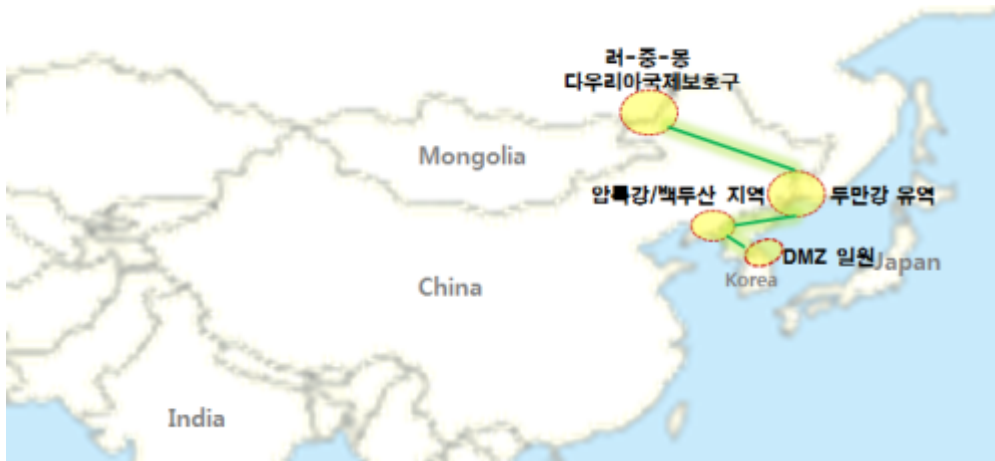 러-중-몽
다우리아국제보호구
Mongolia
압록강/백두산 지역
두만강 유역
DMZ 일원
Japan
Korea
China
India